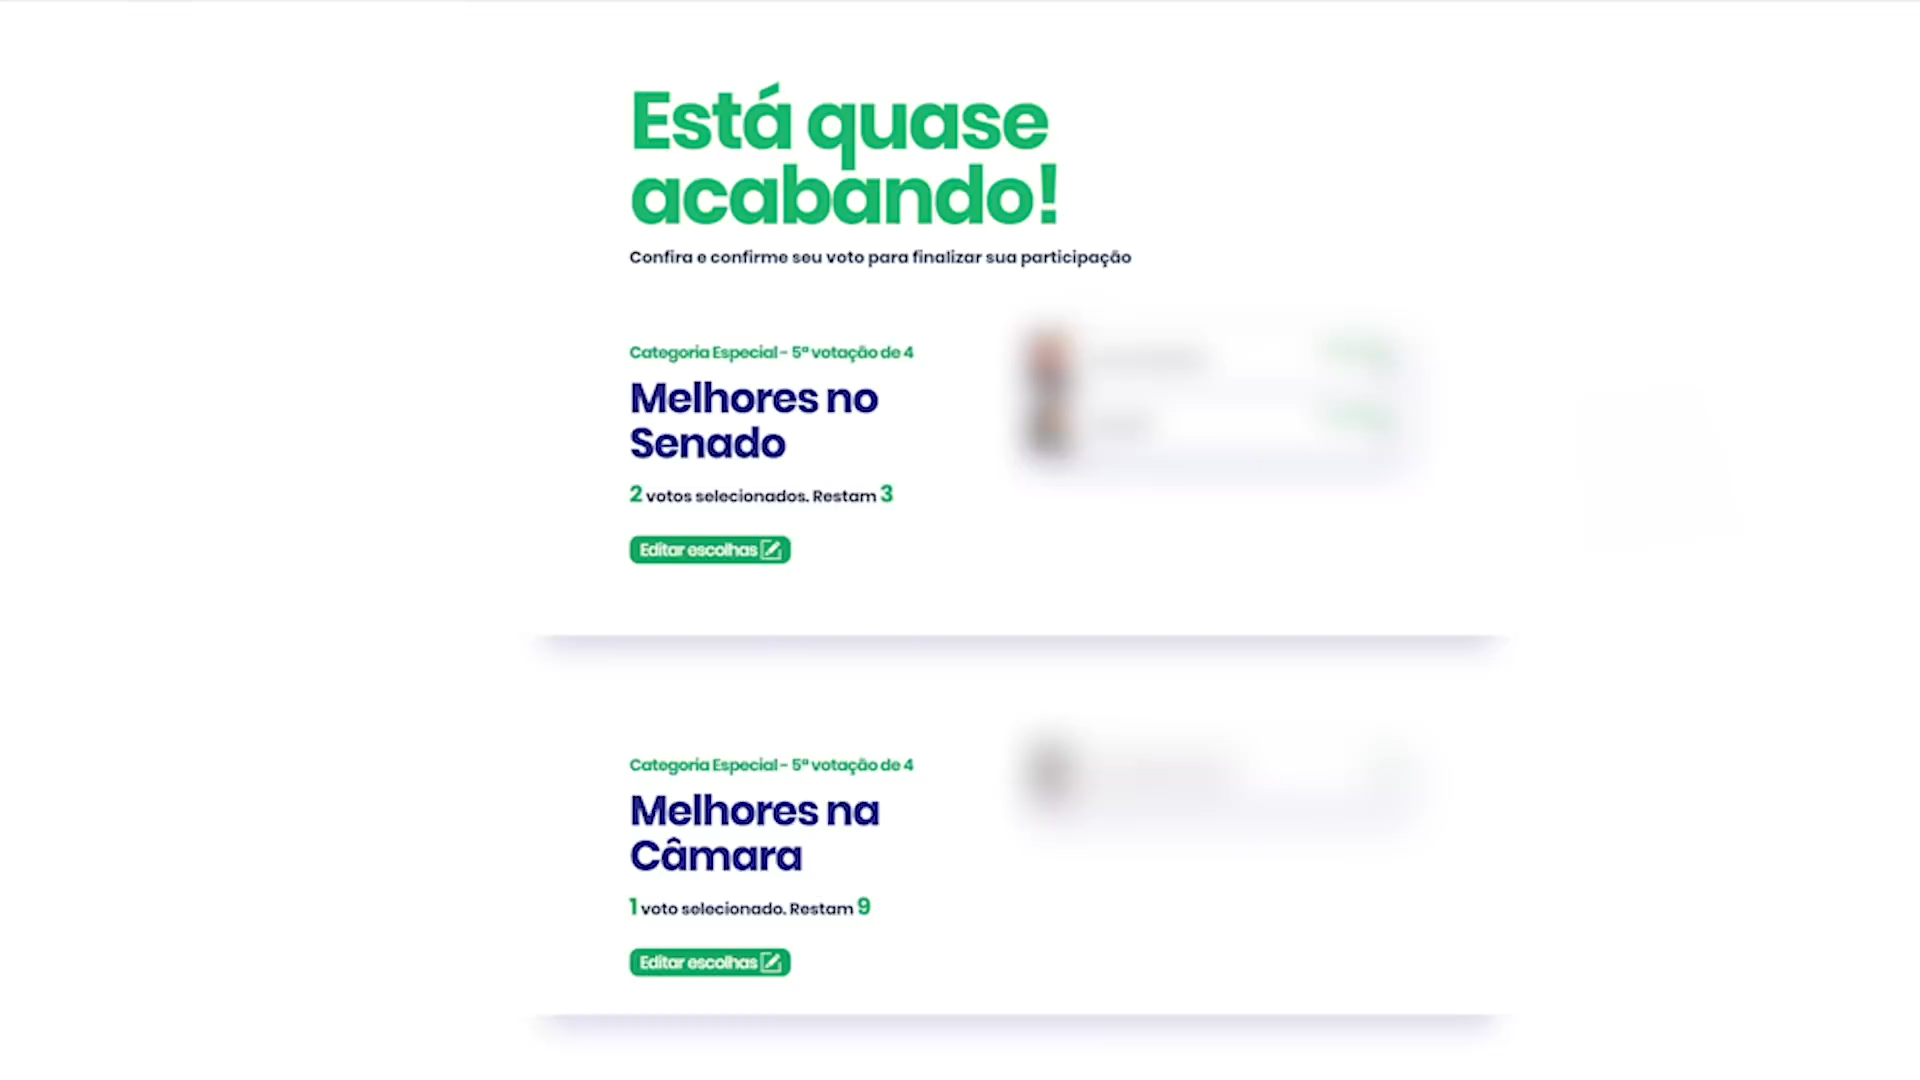 Está quase
acabando!
Confira e confirme seu voto para finalizar sua participação
Categoria Especial - 5ª votação de 4
Melhores no
Senado
2 votos selecionados. Restam 3
Editar escolhas
Categoria Especial - 5ª votação de 4
Melhores na
Câmara
1 voto selecionado. Restam 9
Editar escolhas